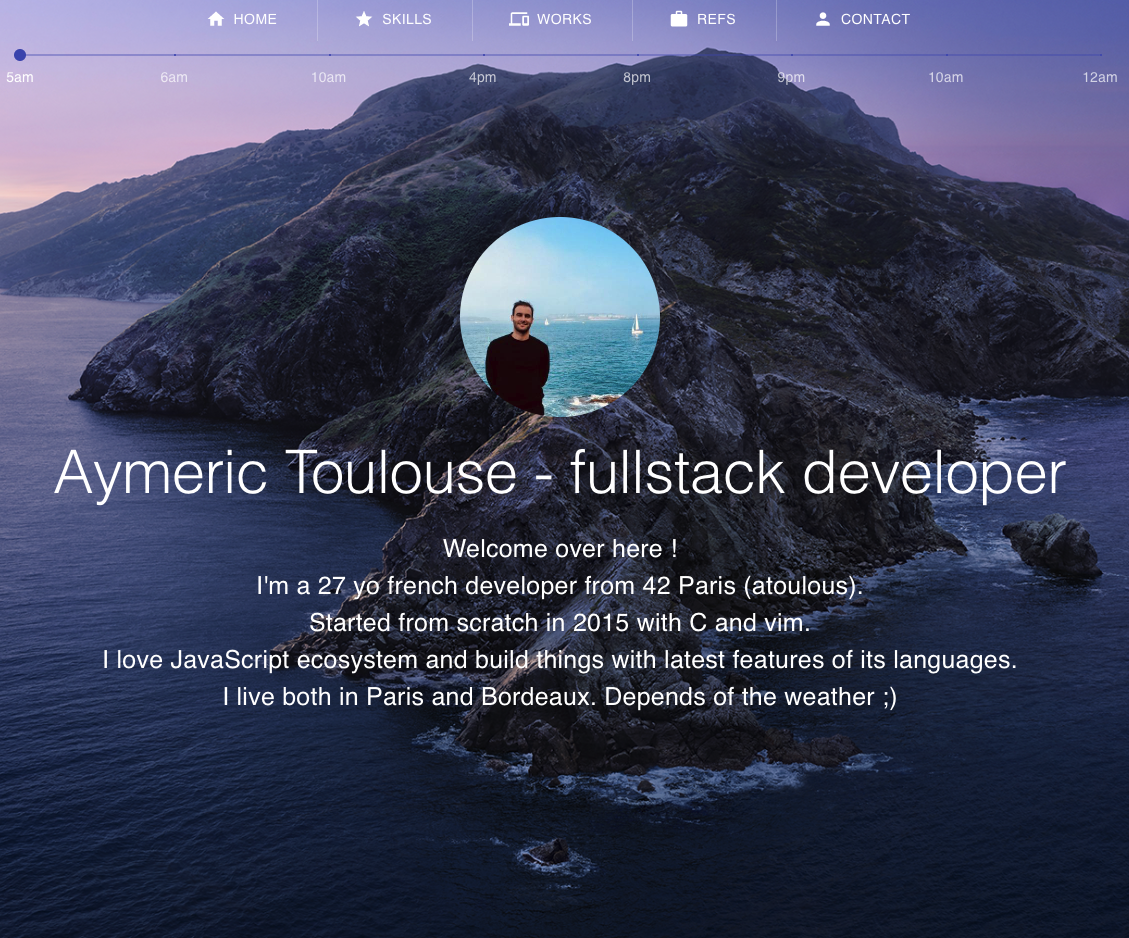 HOME SKILLS WORKS REFS CONTACT
5am 6am 10am 4pm 8pm 9pm 10am 12am
Aymeric Toulouse - fullstack developer
Welcome over here !
I'm a 27 yo french developer from 42 Paris (atoulous).
Started from scratch in 2015 with C and vim.
I love JavaScript ecosystem and build things with latest features of its languages.
I live both in Paris and Bordeaux. Depends of the weather ;)